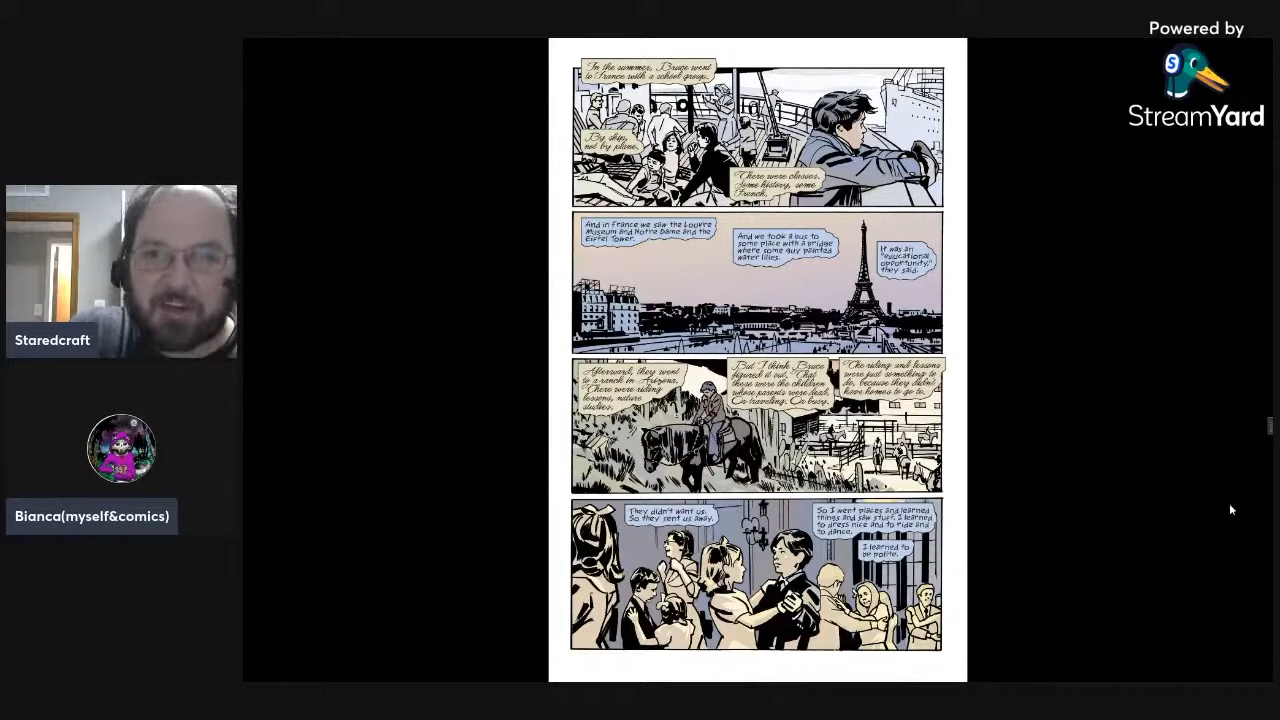 Powered by
StreamYard
Staredcraft
Bianca(myself&comics)
In the summer, Bruce went
to France with a school group.
By ship,
not by plane.
There were classes.
Some history, some
French.
And in France we saw the Louvre
Museum and Notre Dame and the
Eiffel Tower.
And we took a bus to
some place with a bridge
where some guy painted
water lilies.
It was an
"educational
opportunity,"
they said.
Afterward, they went
to a ranch in Arizona.
There were riding
lessons, nature
studies.
But I think Bruce
figured it out. That
these were the children
whose parents were dead.
Or traveling. Or busy.
The riding and lessons
were just something to
do, because they didn't
have homes to go to.
They didn't want us.
So they sent us away.
So I went places and learned
things and saw stuff. I learned
to dress nice and to ride and
to dance.
I learned to
be polite.